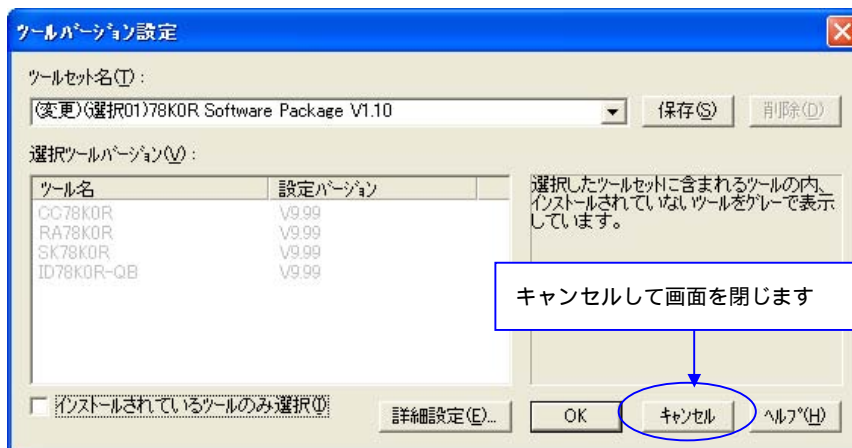 ツールバージョン設定
ツールセット名(T):
(変更)(選択01)78K0R Software Package V1.10
保存(S)
削除(D)
選択ツールバージョン(V):
ツール名 設定バージョン
CC78K0R V9.99
RA78K0R V9.99
SK78K0R V9.99
ID78K0R-QB V9.99
選択したツールセットに含まれるツールの内、
インストールされていないツールをグレーで表示
しています。
キャンセルして画面を閉じます
インストールされているツールのみ選択(I)
詳細設定(E)...
OK
キャンセル
ヘルプ(H)